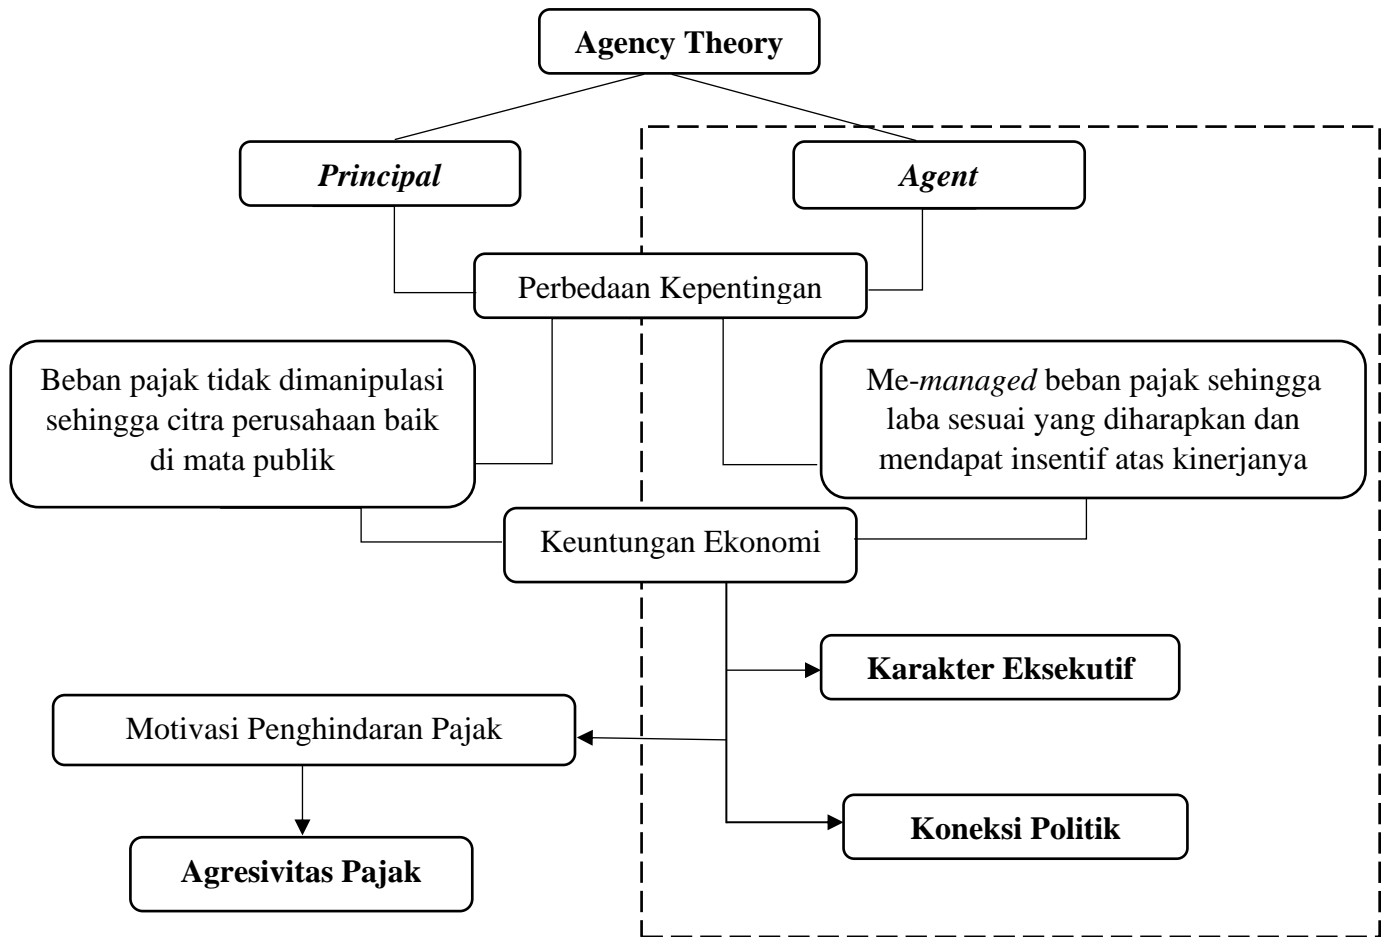 Agency Theory
Principal
Agent
Perbedaan Kepentingan
Beban pajak tidak dimanipulasi
sehingga citra perusahaan baik
di mata publik
Me-managed beban pajak sehingga
laba sesuai yang diharapkan dan
mendapat insentif atas kinerjanya
Keuntungan Ekonomi
Karakter Eksekutif
Motivasi Penghindaran Pajak
Koneksi Politik
Agresivitas Pajak